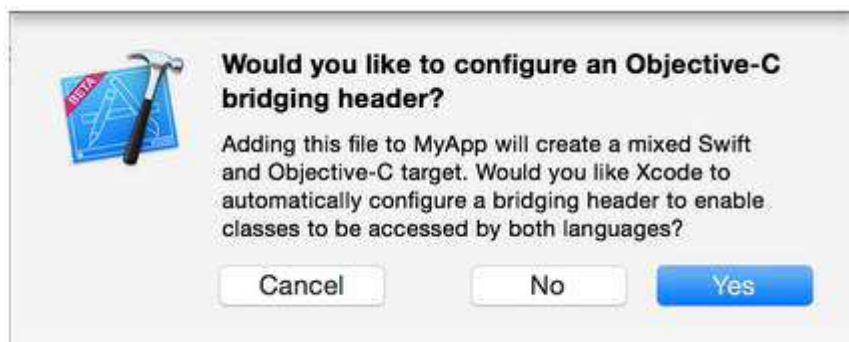 BETA
Would you like to configure an Objective-C
bridging header?
Adding this file to MyApp will create a mixed Swift
and Objective-C target. Would you like Xcode to
automatically configure a bridging header to enable
classes to be accessed by both languages?
Cancel No Yes